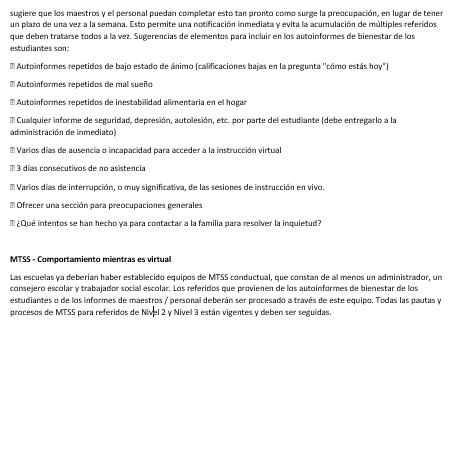 sugiere que los maestros y el personal puedan completar esto tan pronto como surge la preocupación, en lugar de tener
un plazo de una vez a la semana. Esto permite una notificación inmediata y evita la acumulación de múltiples referidos
que deban tratarse todos a la vez. Sugerencias de elementos para incluir en los autoinformes de bienestar de los
estudiantes son:
⍰ Autoinformes repetidos de bajo estado de ánimo (calificaciones bajas en la pregunta "cómo estás hoy")
⍰ Autoinformes repetidos de mal sueño
⍰ Autoinformes repetidos de inestabilidad alimentaria en el hogar
⍰ Cualquier informe de seguridad, depresión, autolesión, etc. por parte del estudiante (debe entregarlo a la
administración de inmediato)
⍰ Varios días de ausencia o incapacidad para acceder a la instrucción virtual
⍰ 3 días consecutivos de no asistencia
⍰ Varios días de interrupción, o muy significativa, de las sesiones de instrucción en vivo.
⍰ Ofrecer una sección para preocupaciones generales
⍰ ¿Qué intentos se han hecho ya para contactar a la familia para resolver la inquietud?
MTSS - Comportamiento mientras es virtual
Las escuelas ya deberían haber establecido equipos de MTSS conductual, que constan de al menos un administrador, un
consejero escolar y trabajador social escolar. Los referidos que provienen de los autoinformes de bienestar de los
estudiantes o de los informes de maestros / personal deberán ser procesado a través de este equipo. Todas las pautas y
procesos de MTSS para referidos de Nivel 2 y Nivel 3 están vigentes y deben ser seguidas.